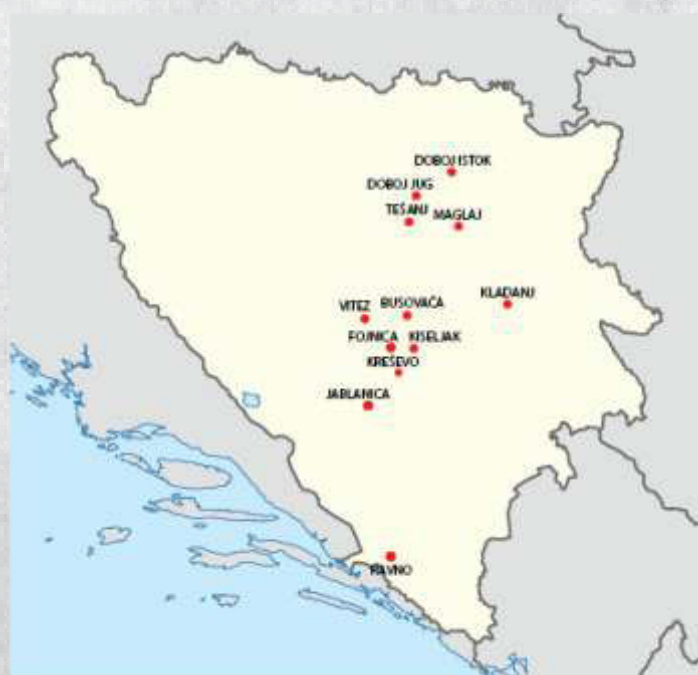 DOBOJ ISTOK
DOBOJ JUG
TEŠANJ
MAGLAJ
KLADANJ
VITEZ
BUSOVAČA
FOJNICA
KISELJAK
KREŠEVO
JABLANICA
RAVNO